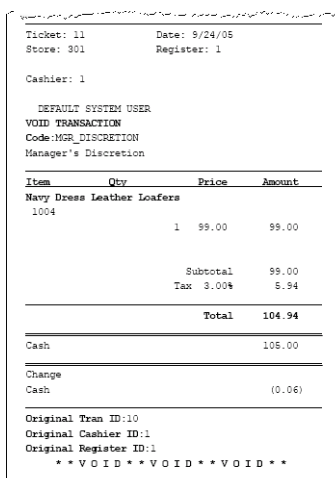 Ticket: 11 Date: 9/24/05
Store: 301 Register: 1
Cashier: 1
DEFAULT SYSTEM USER
VOID TRANSACTION
Code:MGR_DISCRETION
Manager's Discretion
Item Qty Price Amount
Navy Dress Leather Loafers
1004
1 99.00 99.00
Subtotal 99.00
Tax 3.00% 5.94
Total 104.94
Cash 105.00
Change
Cash (0.06)
Original Tran ID:10
Original Cashier ID:1
Original Register ID:1
* * V O I D * * V O I D * * V O I D * *